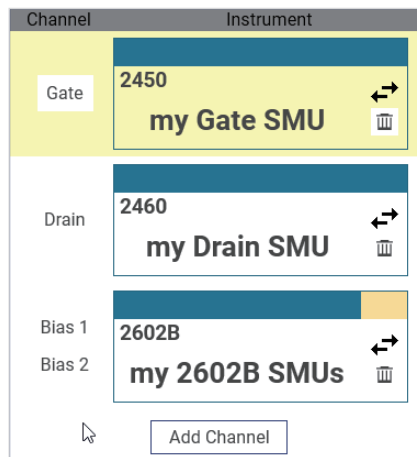 Channel Instrument
Gate
2450
my Gate SMU
Drain
2460
my Drain SMU
Bias 1
Bias 2
2602B
my 2602B SMUs
Add Channel